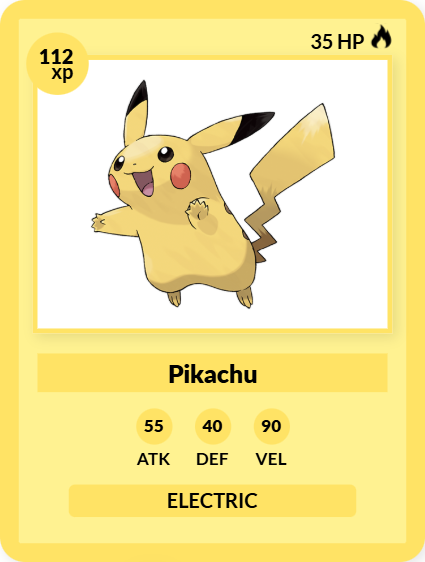 35 HP
112
xp
Pikachu
55 40 90
ATK DEF VEL
ELECTRIC